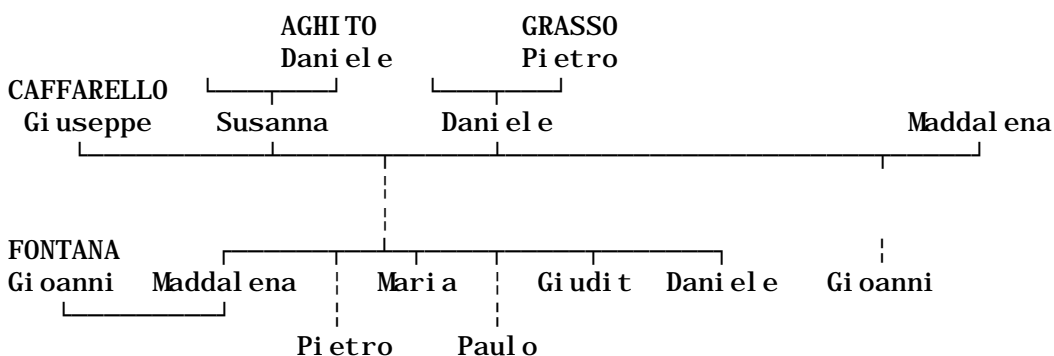 AGHITO GRASSO
Daniele Pietro
CAFFARELLO
Giuseppe Susanna Daniele Maddalena
FONTANA
Gioanni Maddalena Maria Giudit Daniele Gioanni
Pietro Paulo